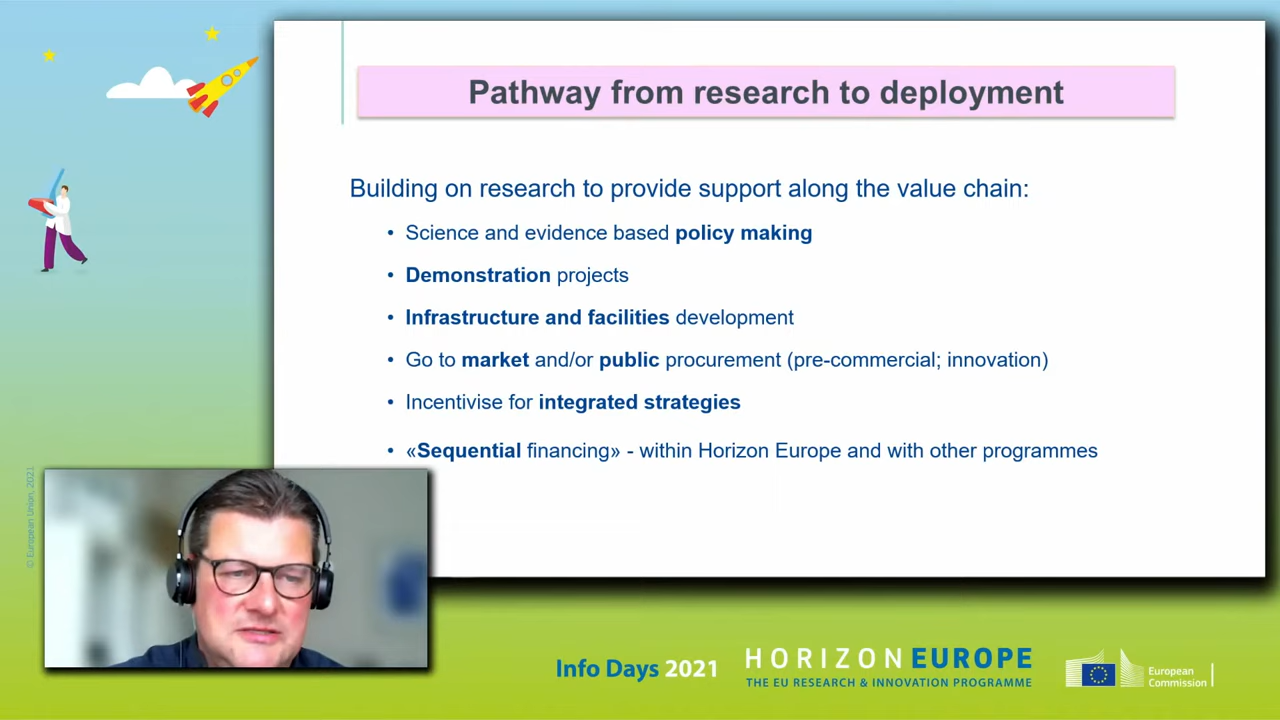 Pathway from research to deployment
Building on research to provide support along the value chain:
• Science and evidence based policy making
• Demonstration projects
• Infrastructure and facilities development
• Go to market and/or public procurement (pre-commercial; innovation)
• Incentivise for integrated strategies
• «Sequential financing» - within Horizon Europe and with other programmes
© European Union, 2021
Info Days 2021
HORIZON EUROPE
THE EU RESEARCH & INNOVATION PROGRAMME
European
Commission